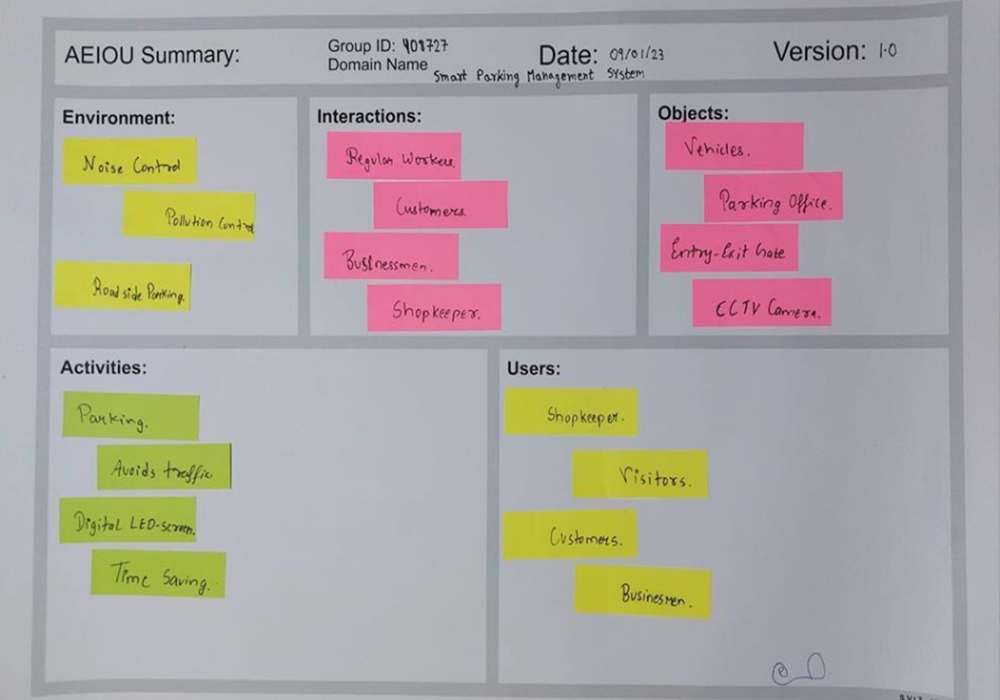 AEIOU Summary:
Group ID: 408727
Date: 09/01/23
Version: 1.0
Domain Name Smart Parking Management System
Environment:
Noise Control
Pollution Control
Road side Parking.
Interactions:
Regular Workers.
Customers.
Businessmen.
Shopkeeper.
Objects:
Vehicles.
Parking Office.
Entry-Exit Gate
CCTV Camera.
Activities:
Parking.
Avoids traffic
Digital LED-screen.
Time Saving.
Users:
Shopkeeper.
Visitors.
Customers.
Businesmen.